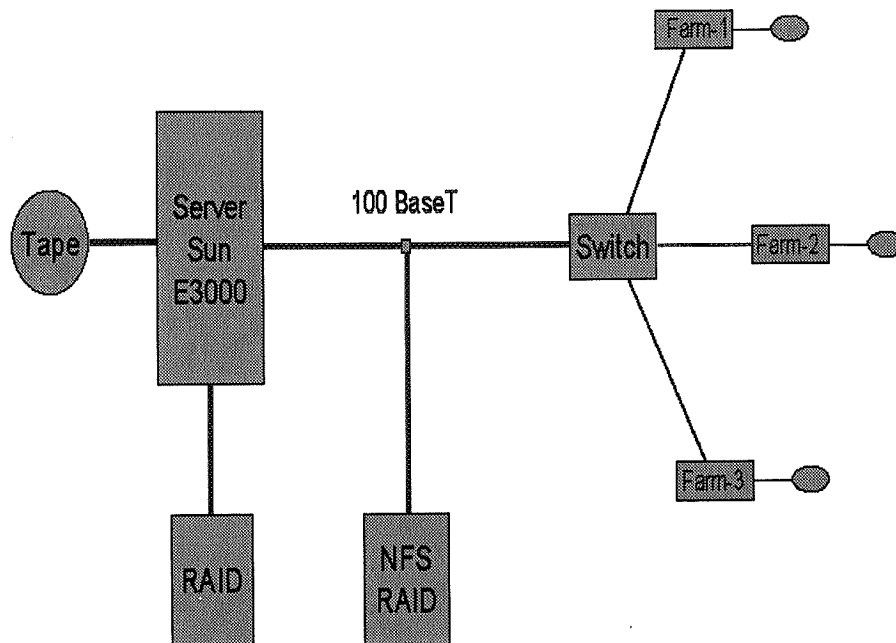 Farm-1
100 BaseT
Tape
Server
Sun
E3000
Switch
Farm-2
Farm-3
RAID
NFS
RAID